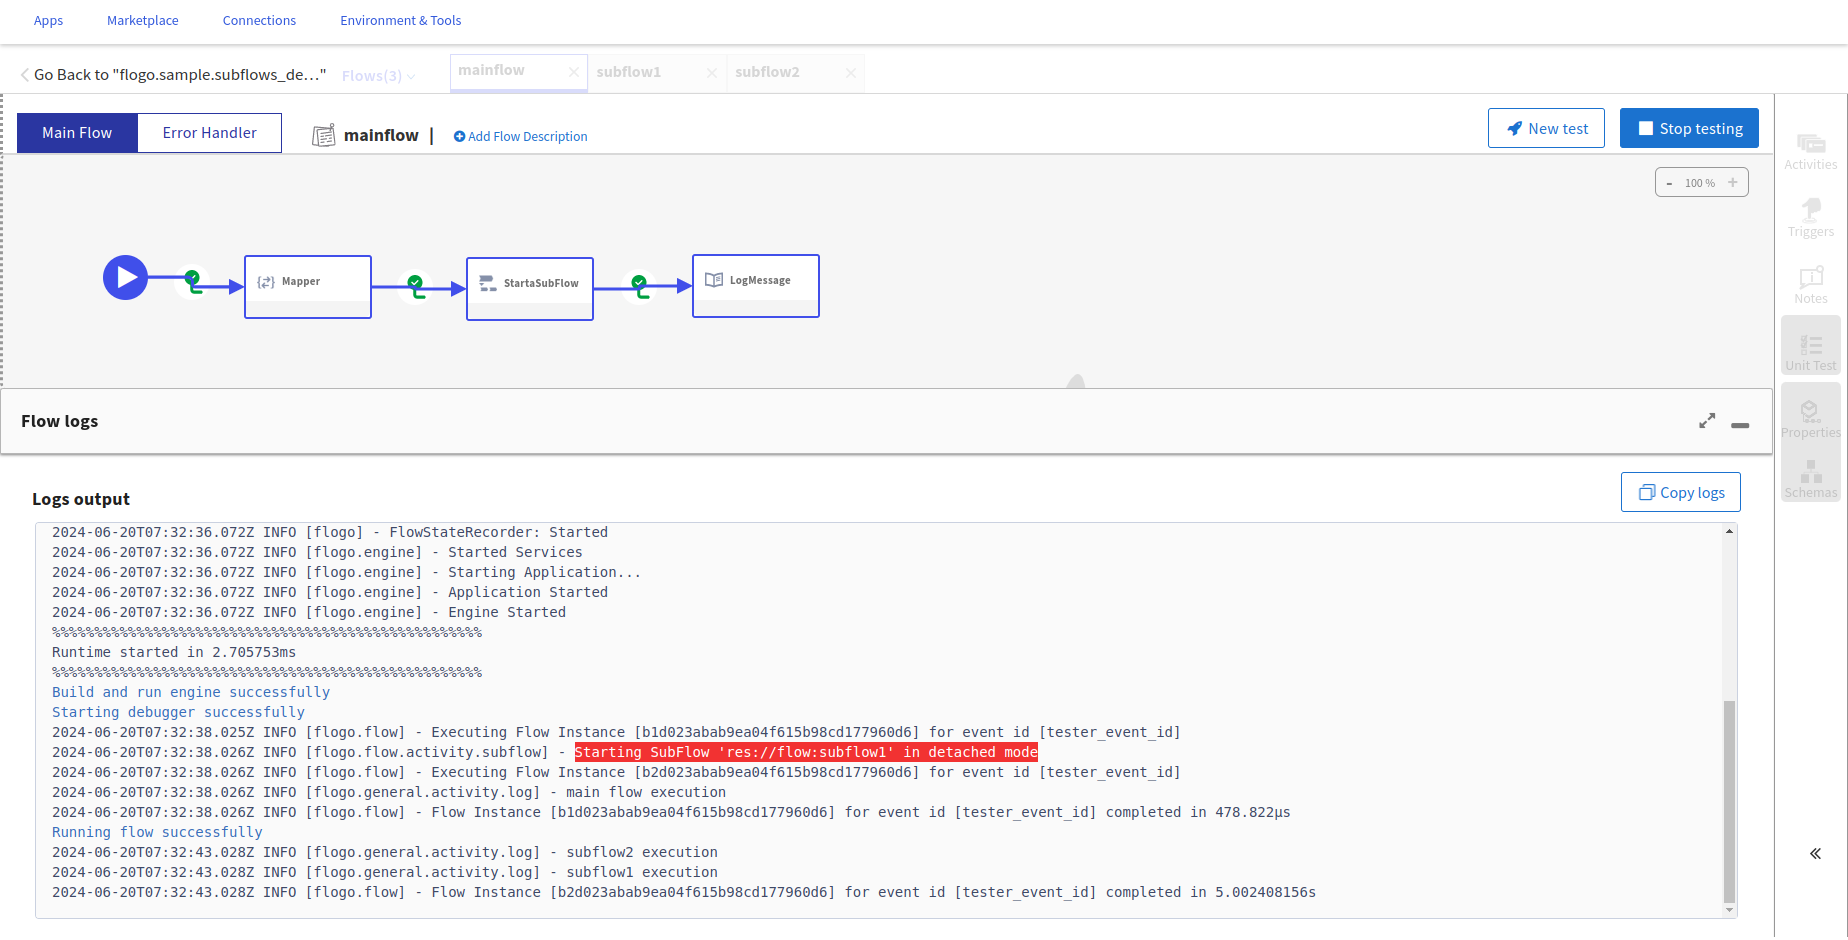 Apps Marketplace Connections Environment & Tools
Go Back to "flogo.sample.subflows_de..." Flows(3) mainflow subflow1 subflow2
Main Flow Error Handler mainflow | Add Flow Description New test Stop testing
- 100 % +
Mapper StartaSubFlow LogMessage
Activities
Triggers
Notes
Unit Test
Properties
Schemas
Flow logs
Logs output Copy logs
2024-06-20T07:32:36.072Z INFO [flogo] - FlowStateRecorder: Started
2024-06-20T07:32:36.072Z INFO [flogo.engine] - Started Services
2024-06-20T07:32:36.072Z INFO [flogo.engine] - Starting Application...
2024-06-20T07:32:36.072Z INFO [flogo.engine] - Application Started
2024-06-20T07:32:36.072Z INFO [flogo.engine] - Engine Started
%%%%%%%%%%%%%%%%%%%%%%%%%%%%%%%%%%%%%%%%%%%%%%%%%%%
Runtime started in 2.705753ms
%%%%%%%%%%%%%%%%%%%%%%%%%%%%%%%%%%%%%%%%%%%%%%%%%%%
Build and run engine successfully
Starting debugger successfully
2024-06-20T07:32:38.025Z INFO [flogo.flow] - Executing Flow Instance [b1d023abab9ea04f615b98cd177960d6] for event id [tester_event_id]
2024-06-20T07:32:38.026Z INFO [flogo.flow.activity.subflow] - Starting SubFlow 'res://flow:subflow1' in detached mode
2024-06-20T07:32:38.026Z INFO [flogo.flow] - Executing Flow Instance [b2d023abab9ea04f615b98cd177960d6] for event id [tester_event_id]
2024-06-20T07:32:38.026Z INFO [flogo.general.activity.log] - main flow execution
2024-06-20T07:32:38.026Z INFO [flogo.flow] - Flow Instance [b1d023abab9ea04f615b98cd177960d6] for event id [tester_event_id] completed in 478.822µs
Running flow successfully
2024-06-20T07:32:43.028Z INFO [flogo.general.activity.log] - subflow2 execution
2024-06-20T07:32:43.028Z INFO [flogo.general.activity.log] - subflow1 execution
2024-06-20T07:32:43.028Z INFO [flogo.flow] - Flow Instance [b2d023abab9ea04f615b98cd177960d6] for event id [tester_event_id] completed in 5.002408156s